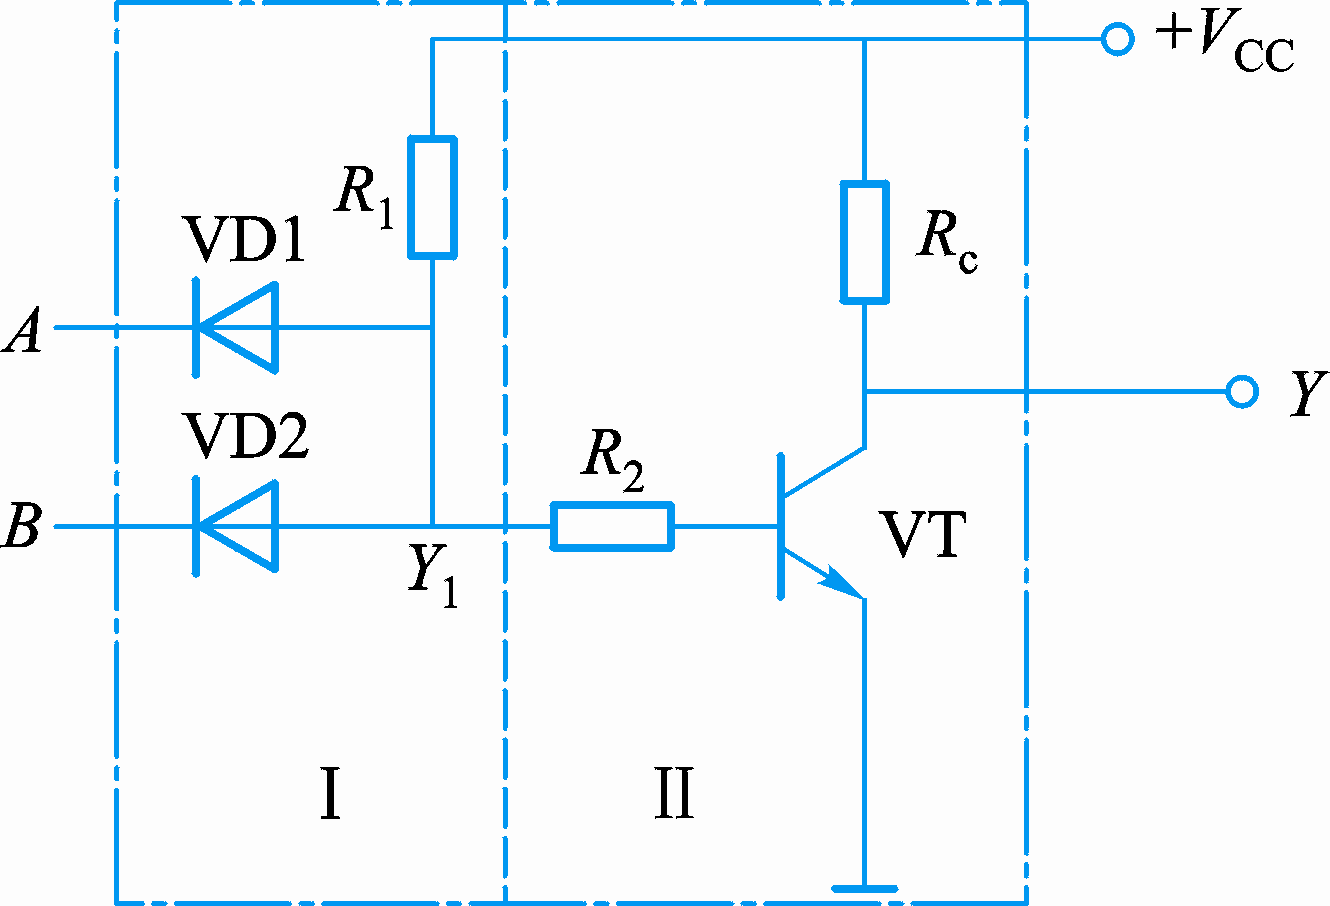 +V_CC
R_1
R_c
VD1
A
Y
VD2
R_2
B
VT
Y_1
I
II